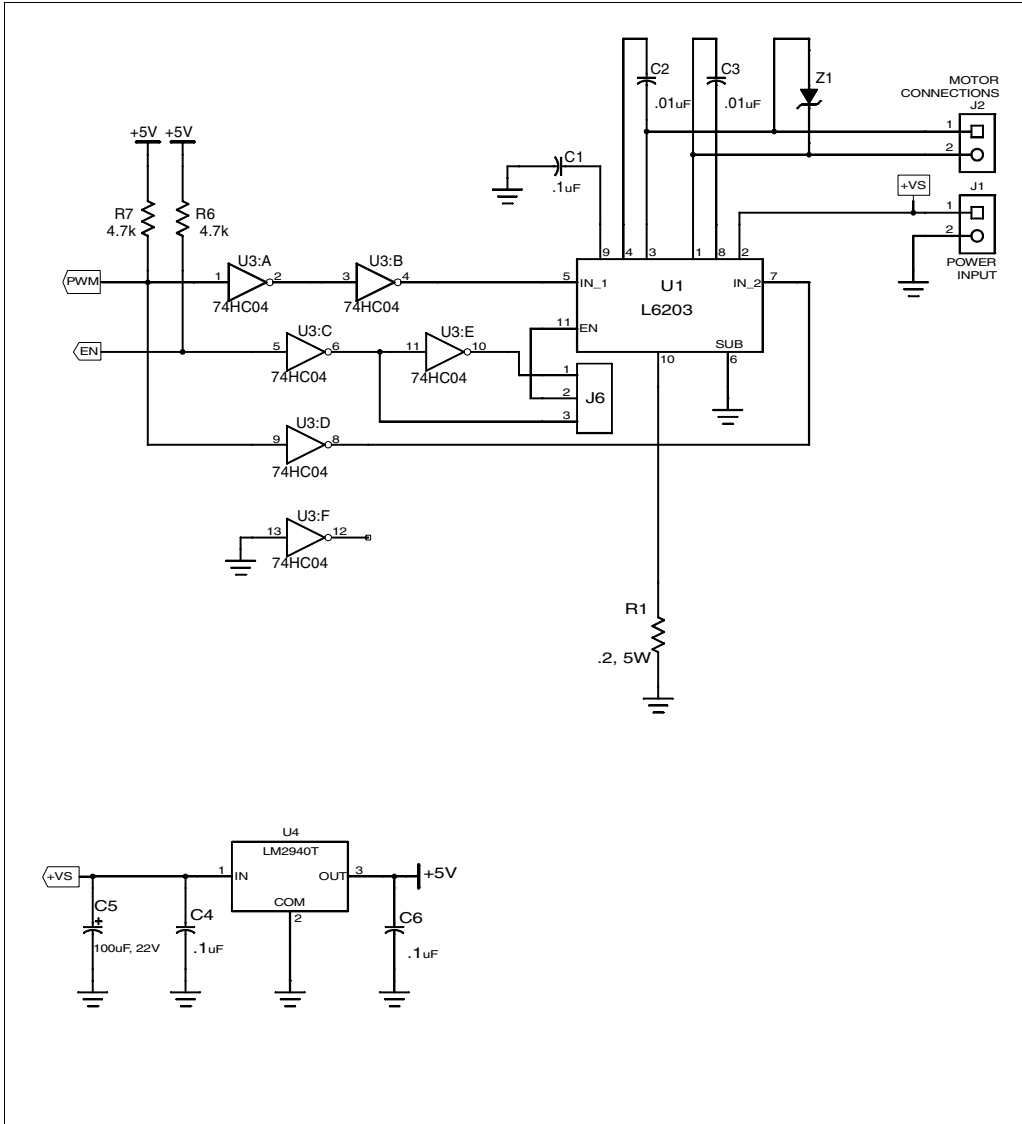 C2
.01uF
C3
.01uF
Z1
MOTOR
CONNECTIONS
J2
1
2
+5V
+5V
C1
.1uF
+VS
J1
1
2
POWER
INPUT
R7
4.7k
R6
4.7k
9
4
3
1
8
2
PWM
1
U3:A
2
74HC04
3
U3:B
4
74HC04
5
IN_1
U1
L6203
IN_2
7
11
EN
SUB
10
6
EN
5
U3:C
6
74HC04
11
U3:E
10
74HC04
1
2
3
J6
9
U3:D
8
74HC04
13
U3:F
12
74HC04
R1
.2, 5W
U4
LM2940T
+VS
1
IN
OUT
3
+5V
COM
2
C5
+
100uF, 22V
C4
.1uF
C6
.1uF